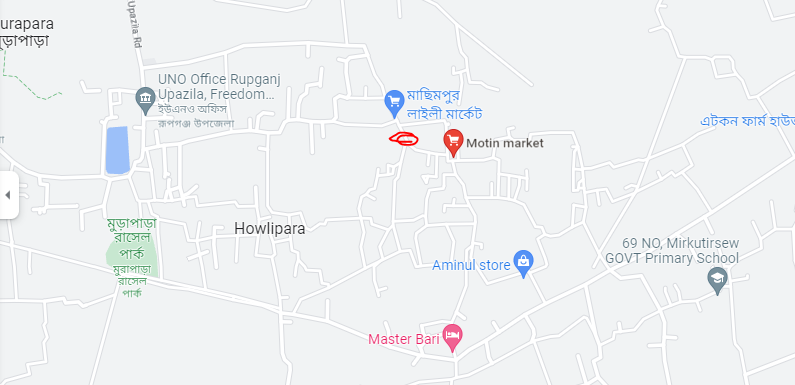 urapara
মুড়াপাড়া
Upazila Rd
UNO Office Rupganj
Upazila, Freedom...
ইউএনও অফিস
রূপগঞ্জ উপজেলা
মাছিমপুর
লাইলী মার্কেট
এটকন ফার্ম হাউজ
Motin market
মুড়াপাড়া
রাসেল
পার্ক
মুরাপাড়া
রাসেল
পার্ক
Howlipara
69 NO, Mirkutirsew
GOVT Primary School
Aminul store
Master Bari